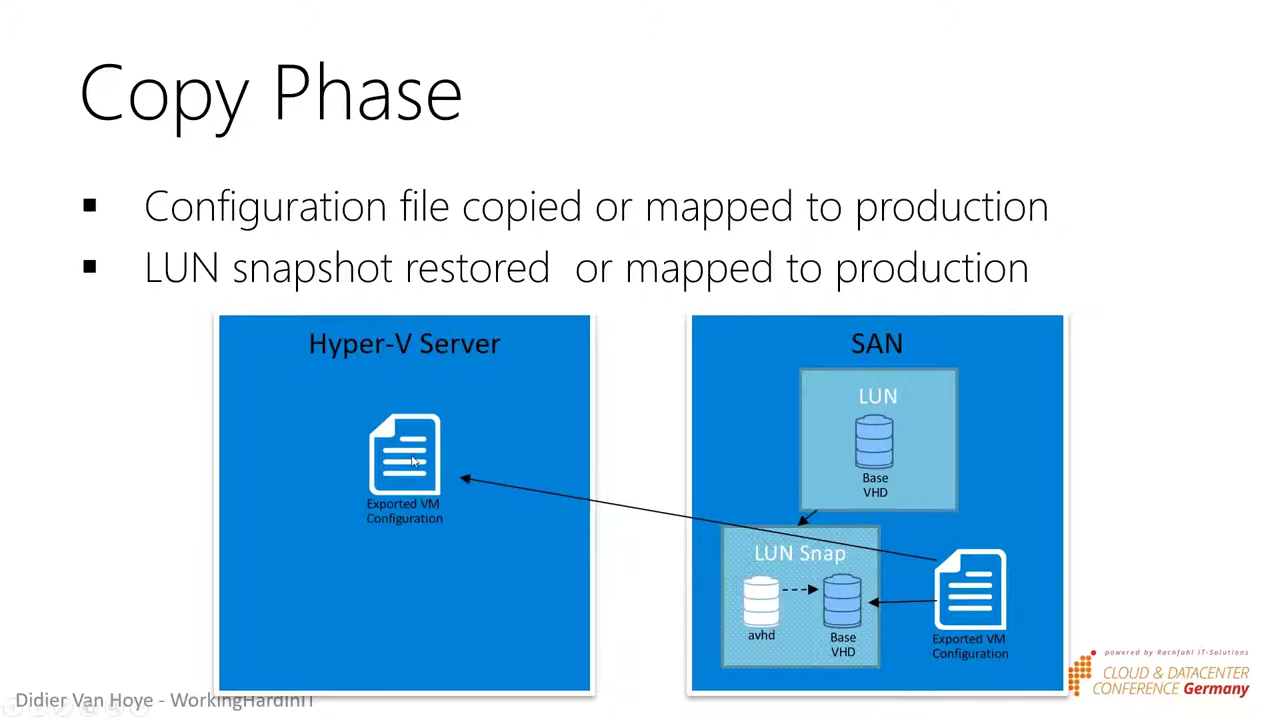 Copy Phase
▪ Configuration file copied or mapped to production
▪ LUN snapshot restored or mapped to production
Hyper-V Server
Exported VM
Configuration
SAN
LUN
Base
VHD
LUN Snap
avhd
Base
VHD
Exported VM
Configuration
Didier Van Hoye - WorkingHardInIT
powered by Rachfahl IT-Solutions
CLOUD & DATACENTER
CONFERENCE Germany